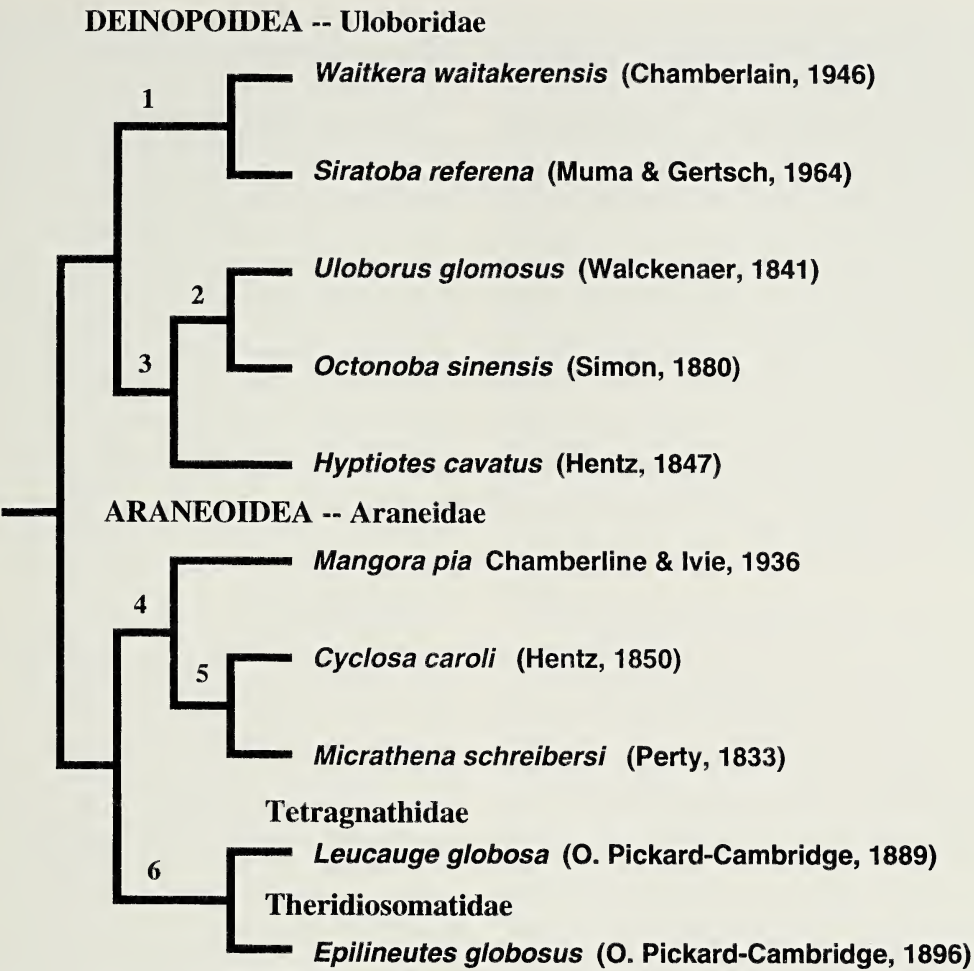 DEINOPOIDEA -- Uloboridae
Waitkera waitakerensis (Chamberlain, 1946)
1
Siratoba referena (Muma & Gertsch, 1964)
Uloborus glomosus (Walckenaer, 1841)
2
3
Octonoba sinensis (Simon, 1880)
Hyptiotes cavatus (Hentz, 1847)
ARANEOIDEA -- Araneidae
Mangora pia Chamberline & Ivie, 1936
4
Cyclosa caroli (Hentz, 1850)
5
Micrathena schreibersi (Perty, 1833)
Tetragnathidae
Leucauge globosa (O. Pickard-Cambridge, 1889)
6
Theridiosomatidae
Epilineutes globosus (O. Pickard-Cambridge, 1896)